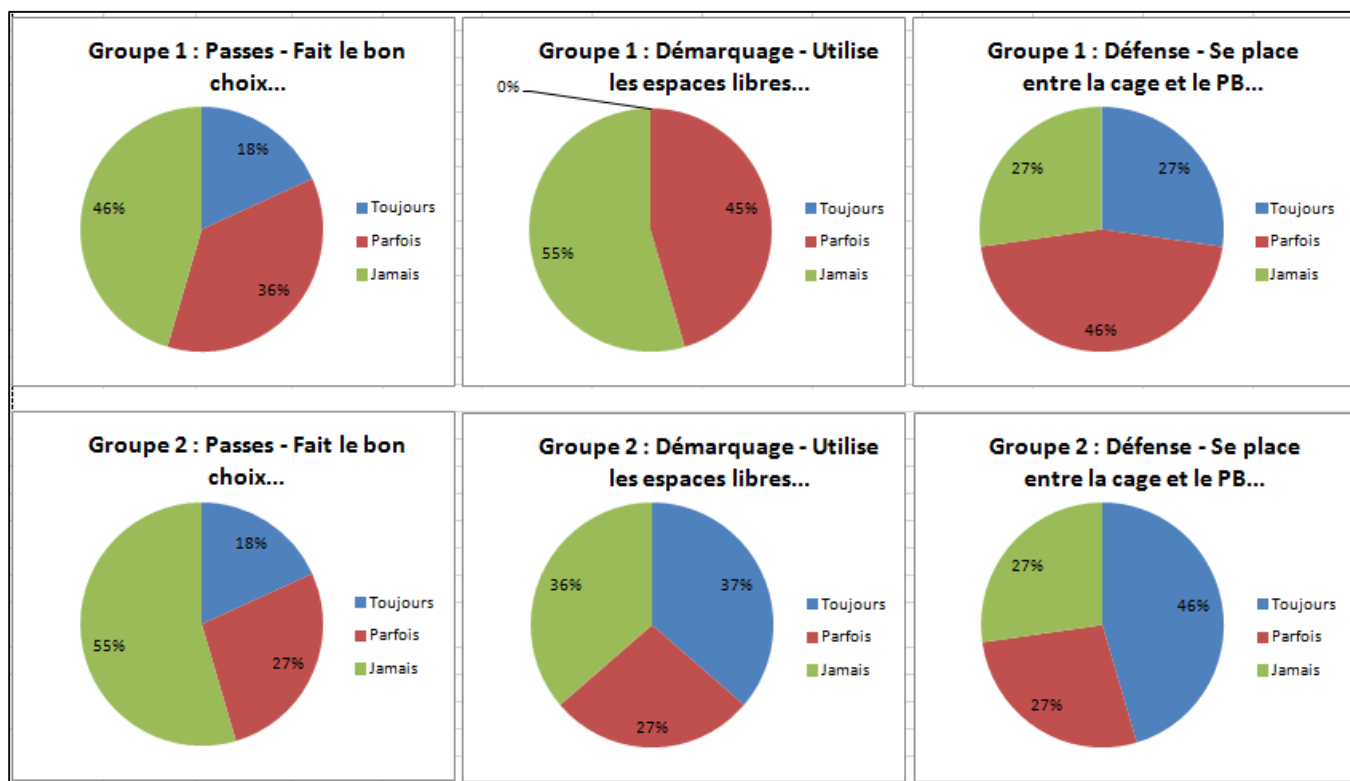 Groupe 1 : Passes - Fait le bon
choix...
18%
46%
36%
Toujours
Parfois
Jamais
Groupe 1 : Démarquage - Utilise
les espaces libres...
0%
45%
55%
Toujours
Parfois
Jamais
Groupe 1 : Défense - Se place
entre la cage et le PB...
27%
27%
46%
Toujours
Parfois
Jamais
Groupe 2 : Passes - Fait le bon
choix...
18%
55%
27%
Toujours
Parfois
Jamais
Groupe 2 : Démarquage - Utilise
les espaces libres...
36%
37%
27%
Toujours
Parfois
Jamais
Groupe 2 : Défense - Se place
entre la cage et le PB...
27%
46%
27%
Toujours
Parfois
Jamais